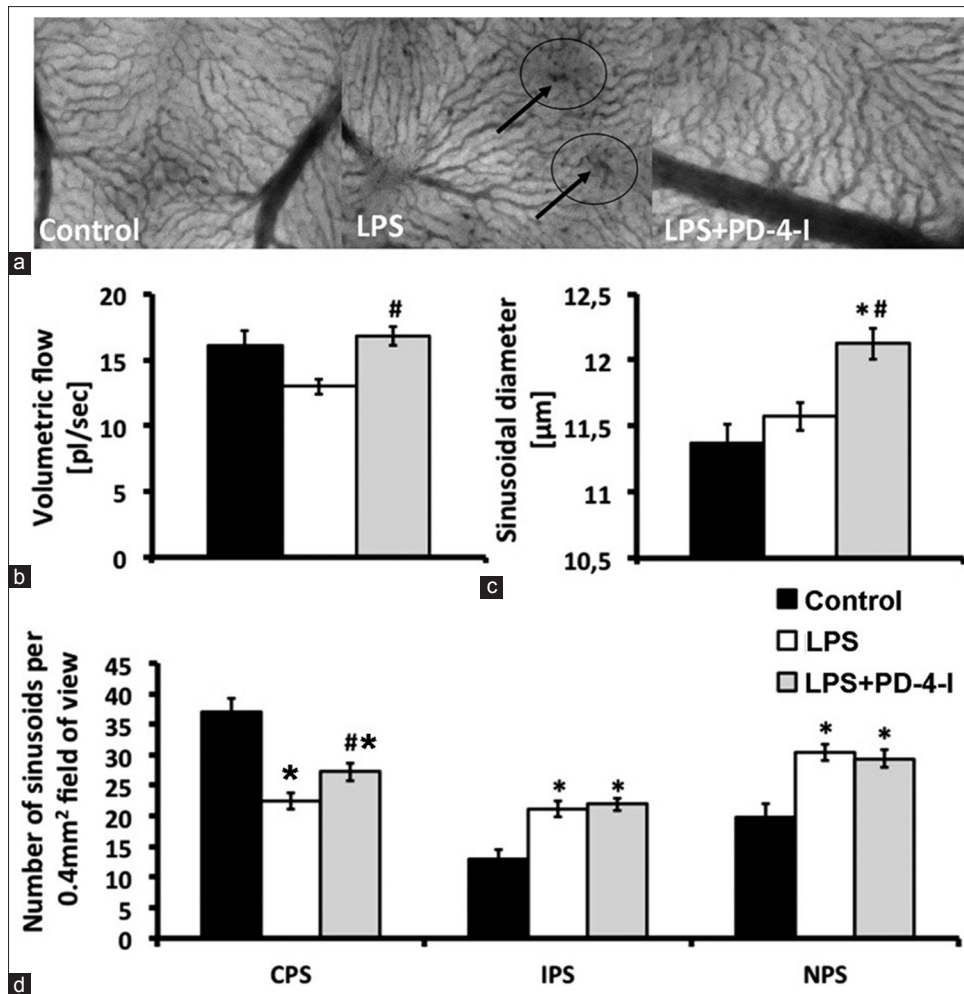 Control
LPS
LPS+PD-4-I
a
Volumetric flow
[pl/sec]
20
15
10
5
0
#
b
Sinusoidal diameter
[µm]
12,5
12
11,5
11
10,5
*#
c
Control
LPS
LPS+PD-4-I
Number of sinusoids per
0.4mm² field of view
45
40
35
30
25
20
15
10
5
0
*
#*
*
*
*
*
CPS
IPS
NPS
d